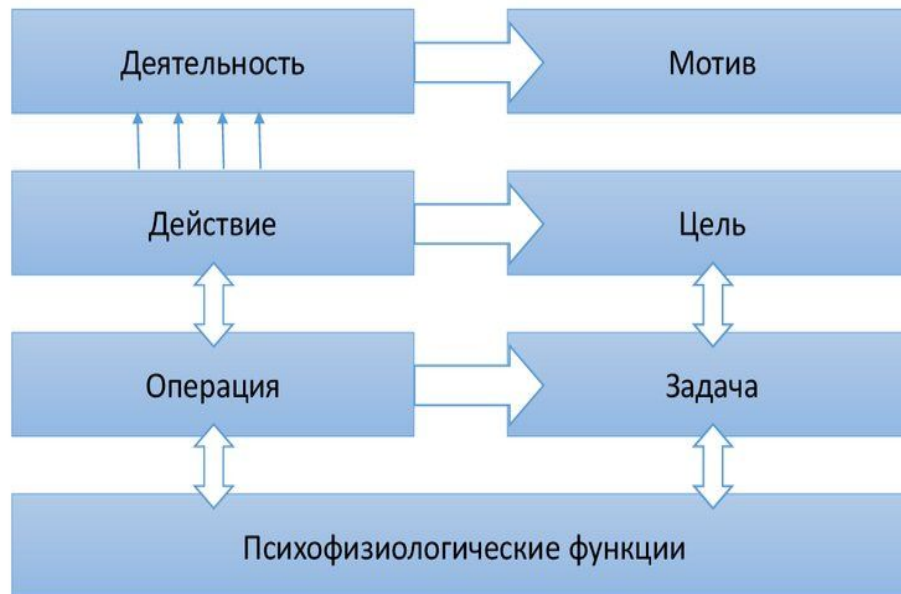 Деятельность
Мотив
Действие
Цель
Операция
Задача
Психофизиологические функции